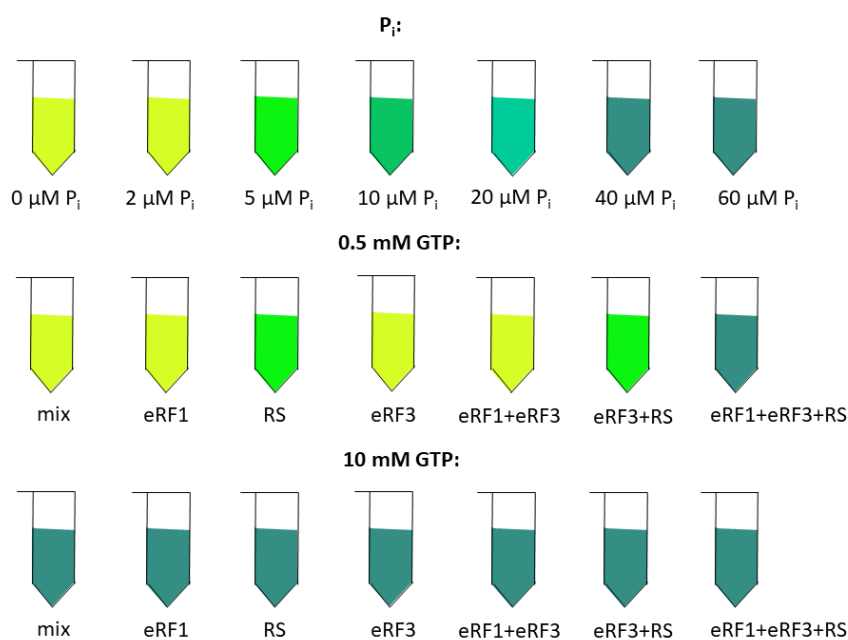 Pi:
0 µM Pi 2 µM Pi 5 µM Pi 10 µM Pi 20 µM Pi 40 µM Pi 60 µM Pi
0.5 mM GTP:
mix eRF1 RS eRF3 eRF1+eRF3 eRF3+RS eRF1+eRF3+RS
10 mM GTP:
mix eRF1 RS eRF3 eRF1+eRF3 eRF3+RS eRF1+eRF3+RS